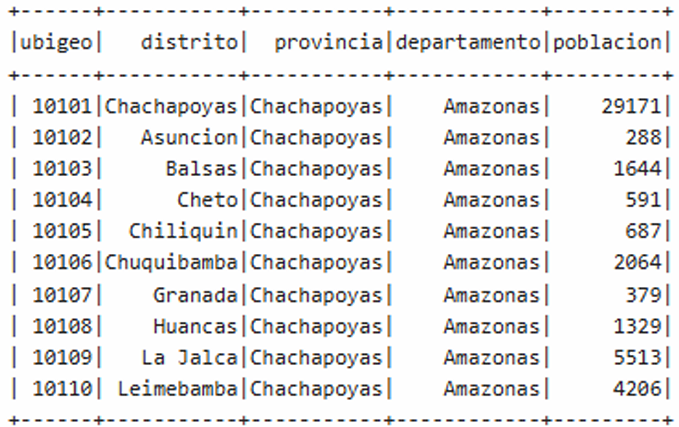 +------+-----------+-----------+------------+---------+
|ubigeo|   distrito|  provincia|departamento|poblacion|
+------+-----------+-----------+------------+---------+
| 10101|Chachapoyas|Chachapoyas|    Amazonas|    29171|
| 10102|   Asuncion|Chachapoyas|    Amazonas|      288|
| 10103|     Balsas|Chachapoyas|    Amazonas|     1644|
| 10104|      Cheto|Chachapoyas|    Amazonas|      591|
| 10105|  Chiliquin|Chachapoyas|    Amazonas|      687|
| 10106|Chuquibamba|Chachapoyas|    Amazonas|     2064|
| 10107|    Granada|Chachapoyas|    Amazonas|      379|
| 10108|    Huancas|Chachapoyas|    Amazonas|     1329|
| 10109|   La Jalca|Chachapoyas|    Amazonas|     5513|
| 10110| Leimebamba|Chachapoyas|    Amazonas|     4206|
+------+-----------+-----------+------------+---------+